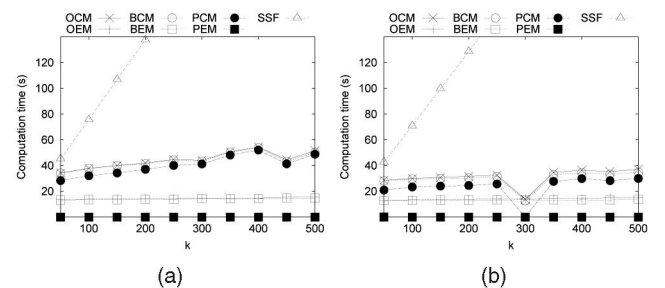 OCM BCM PCM SSF
OEM BEM PEM
Computation time (s)
120
100
80
60
40
20
100 200 300 400 500
k
(a)
OCM BCM PCM SSF
OEM BEM PEM
Computation time (s)
120
100
80
60
40
20
100 200 300 400 500
k
(b)